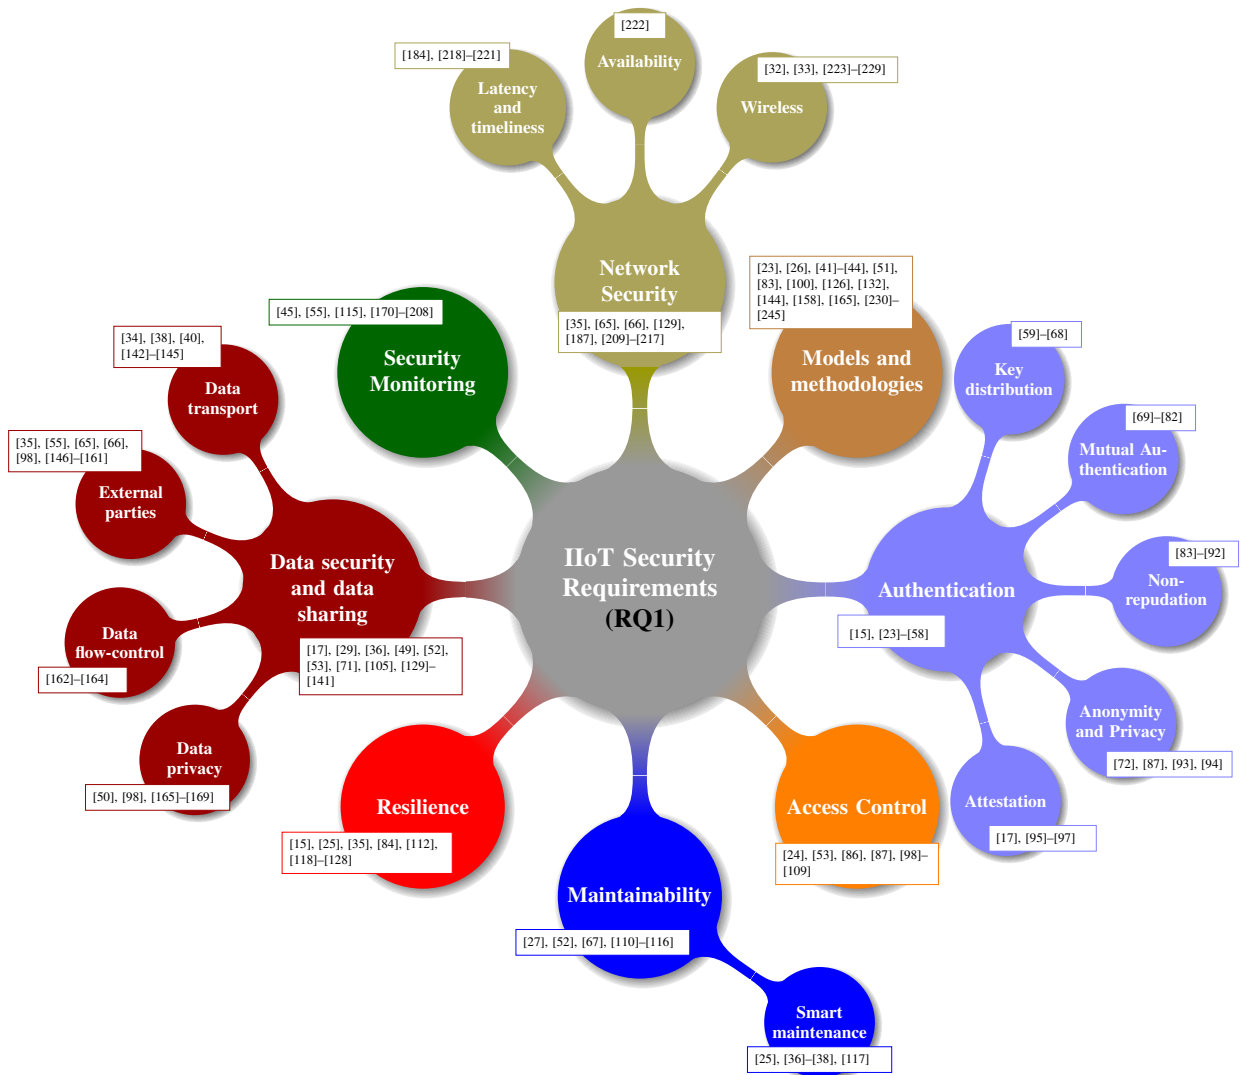 [222]
Availability
[184], [218]–[221]
Latency
and
timeliness
[32], [33], [223]–[229]
Wireless
Network
Security
[35], [65], [66], [129],
[187], [209]–[217]
[23], [26], [41]–[44], [51],
[83], [100], [126], [132],
[144], [158], [165], [230]–
[245]
Models and
methodologies
[45], [55], [115], [170]–[208]
Security
Monitoring
[34], [38], [40],
[142]–[145]
Data
transport
[35], [55], [65], [66],
[98], [146]–[161]
External
parties
Data security
and data
sharing
[17], [29], [36], [49], [52],
[53], [71], [105], [129]–
[141]
Data
flow-control
[162]–[164]
Data
privacy
[50], [98], [165]–[169]
IIoT Security
Requirements
(RQ1)
[59]–[68]
Key
distribution
[69]–[82]
Mutual Au-
thentication
[83]–[92]
Non-
repudation
Authentication
[15], [23]–[58]
Anonymity
and Privacy
[72], [87], [93], [94]
Attestation
[17], [95]–[97]
Resilience
[15], [25], [35], [84], [112],
[118]–[128]
Access Control
[24], [53], [86], [87], [98]–
[109]
Maintainability
[27], [52], [67], [110]–[116]
Smart
maintenance
[25], [36]–[38], [117]